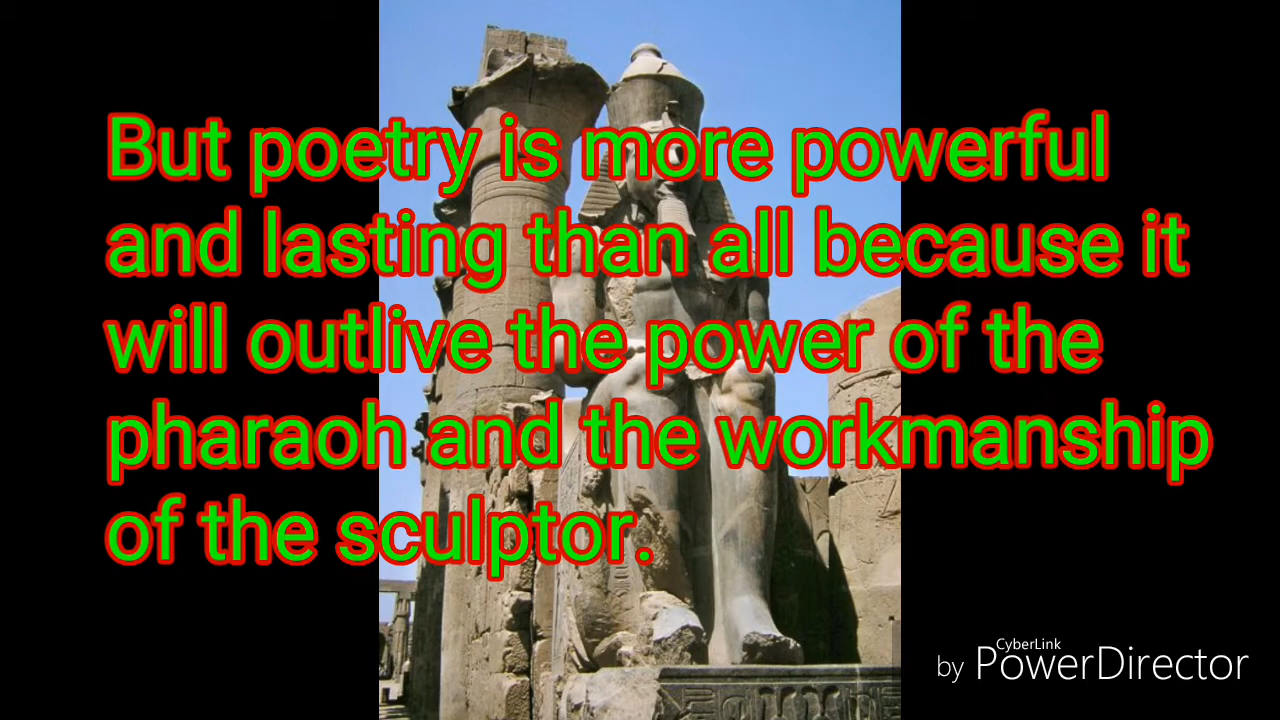 But poetry is more powerful
and lasting than all because it
will outlive the power of the
pharaoh and the workmanship
of the sculptor.
CyberLink
by PowerDirector